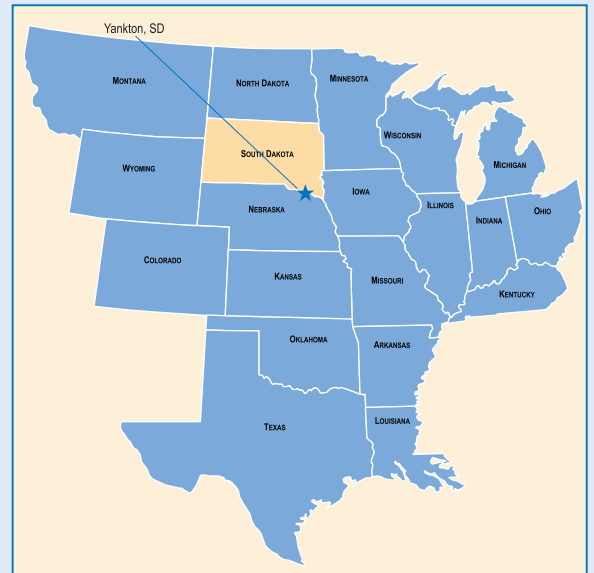 Yankton, SD
Montana
North Dakota
Minnesota
Wisconsin
Michigan
South Dakota
Wyoming
Iowa
Nebraska
Illinois
Indiana
Ohio
Colorado
Kansas
Missouri
Kentucky
Oklahoma
Arkansas
Texas
Louisiana